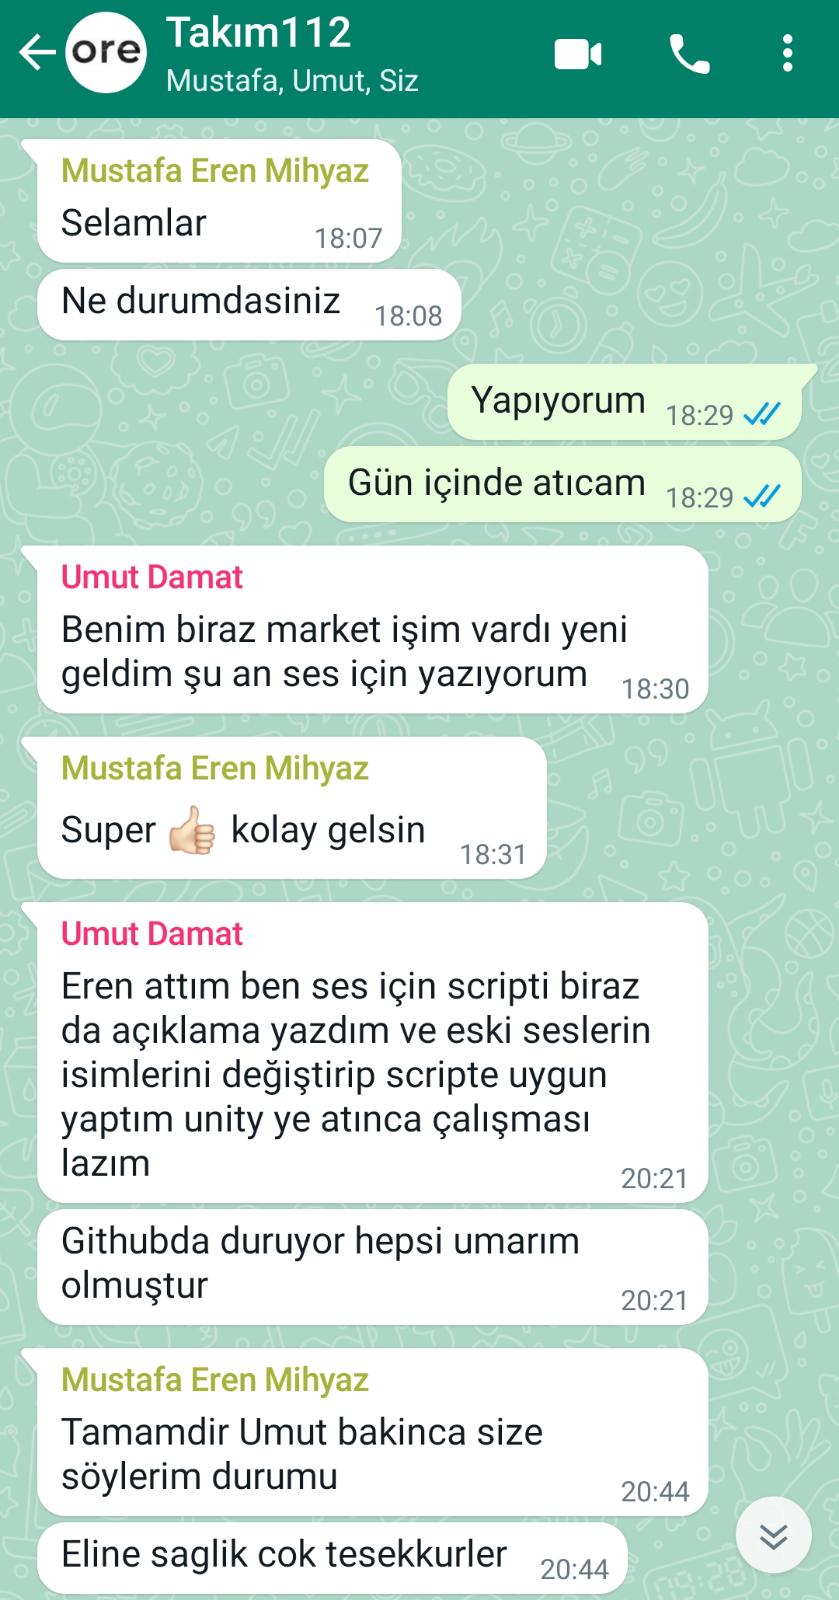 ore
Takım112
Mustafa, Umut, Siz
Mustafa Eren Mihyaz
Selamlar
18:07
Ne durumdasiniz
18:08
Yapıyorum
18:29
Gün içinde atıcam
18:29
Umut Damat
Benim biraz market işim vardı yeni
geldim şu an ses için yazıyorum
18:30
Mustafa Eren Mihyaz
Super 👍🏻 kolay gelsin
18:31
Umut Damat
Eren attım ben ses için scripti biraz
da açıklama yazdım ve eski seslerin
isimlerini değiştirip scripte uygun
yaptım unity ye atınca çalışması
lazım
20:21
Githubda duruyor hepsi umarım
olmuştur
20:21
Mustafa Eren Mihyaz
Tamamdir Umut bakinca size
söylerim durumu
20:44
Eline saglik cok tesekkurler
20:44